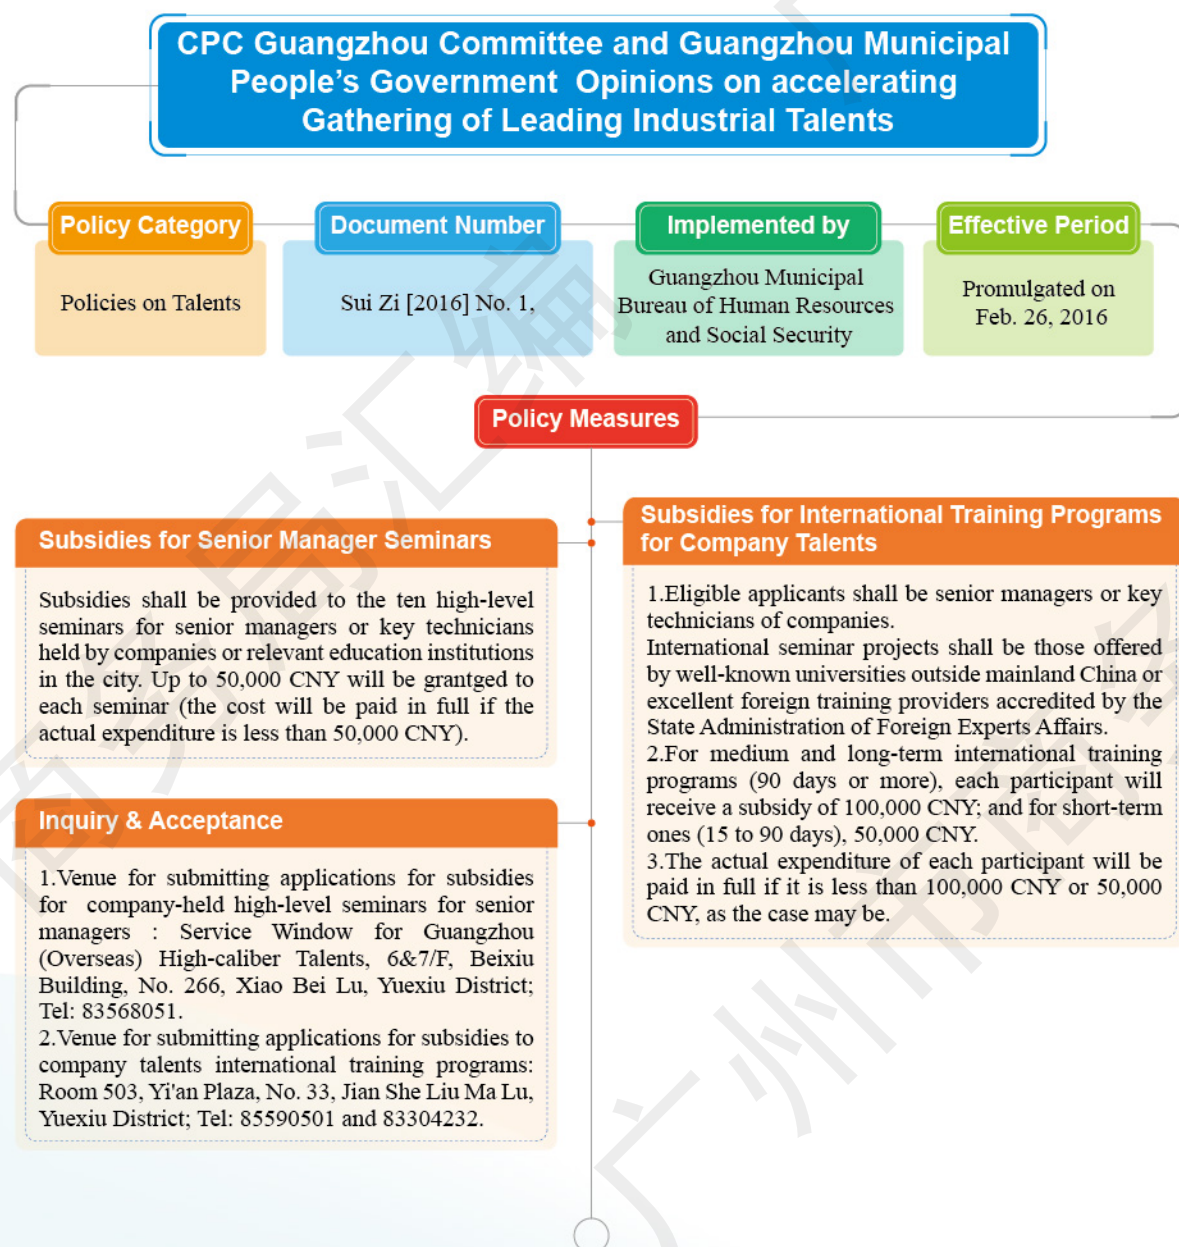 CPC Guangzhou Committee and Guangzhou Municipal
People’s Government Opinions on accelerating
Gathering of Leading Industrial Talents
Policy Category
Policies on Talents
Document Number
Sui Zi [2016] No. 1,
Implemented by
Guangzhou Municipal
Bureau of Human Resources
and Social Security
Effective Period
Promulgated on
Feb. 26, 2016
Policy Measures
Subsidies for Senior Manager Seminars
Subsidies shall be provided to the ten high-level
seminars for senior managers or key technicians
held by companies or relevant education institutions
in the city. Up to 50,000 CNY will be grantged to
each seminar (the cost will be paid in full if the
actual expenditure is less than 50,000 CNY).
Subsidies for International Training Programs
for Company Talents
1.Eligible applicants shall be senior managers or key
technicians of companies.
International seminar projects shall be those offered
by well-known universities outside mainland China or
excellent foreign training providers accredited by the
State Administration of Foreign Experts Affairs.
2.For medium and long-term international training
programs (90 days or more), each participant will
receive a subsidy of 100,000 CNY; and for short-term
ones (15 to 90 days), 50,000 CNY.
3.The actual expenditure of each participant will be
paid in full if it is less than 100,000 CNY or 50,000
CNY, as the case may be.
Inquiry & Acceptance
1.Venue for submitting applications for subsidies
for company-held high-level seminars for senior
managers : Service Window for Guangzhou
(Overseas) High-caliber Talents, 6&7/F, Beixiu
Building, No. 266, Xiao Bei Lu, Yuexiu District;
Tel: 83568051.
2.Venue for submitting applications for subsidies to
company talents international training programs:
Room 503, Yi'an Plaza, No. 33, Jian She Liu Ma Lu,
Yuexiu District; Tel: 85590501 and 83304232.
商务局汇编
广州市商务